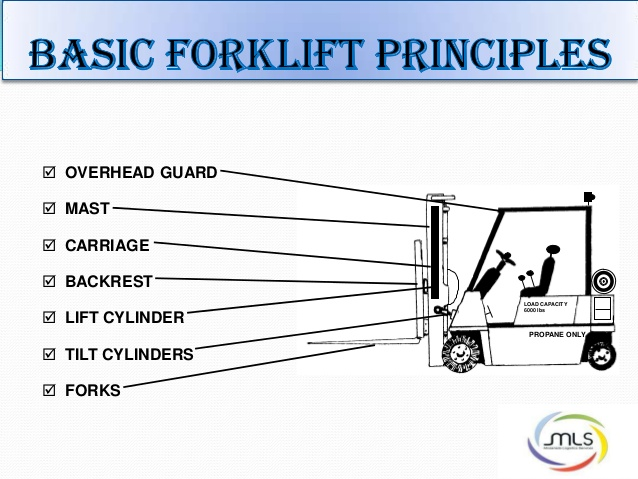 BASIC FORKLIFT PRINCIPLES
OVERHEAD GUARD
MAST
CARRIAGE
BACKREST
LIFT CYLINDER
TILT CYLINDERS
FORKS
LOAD CAPACITY
6000 lbs
PROPANE ONLY
MLS